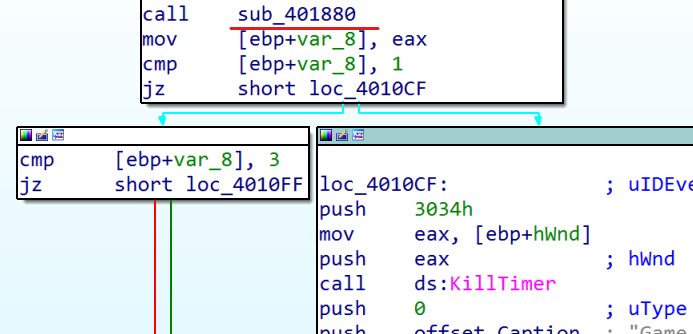 call sub_401880
mov [ebp+var_8], eax
cmp [ebp+var_8], 1
jz short loc_4010CF
cmp [ebp+var_8], 3
jz short loc_4010FF
loc_4010CF: ; uIDEve
push 3034h
mov eax, [ebp+hWnd]
push eax ; hWnd
call ds:KillTimer
push 0 ; uType
push offset Caption ; "Game